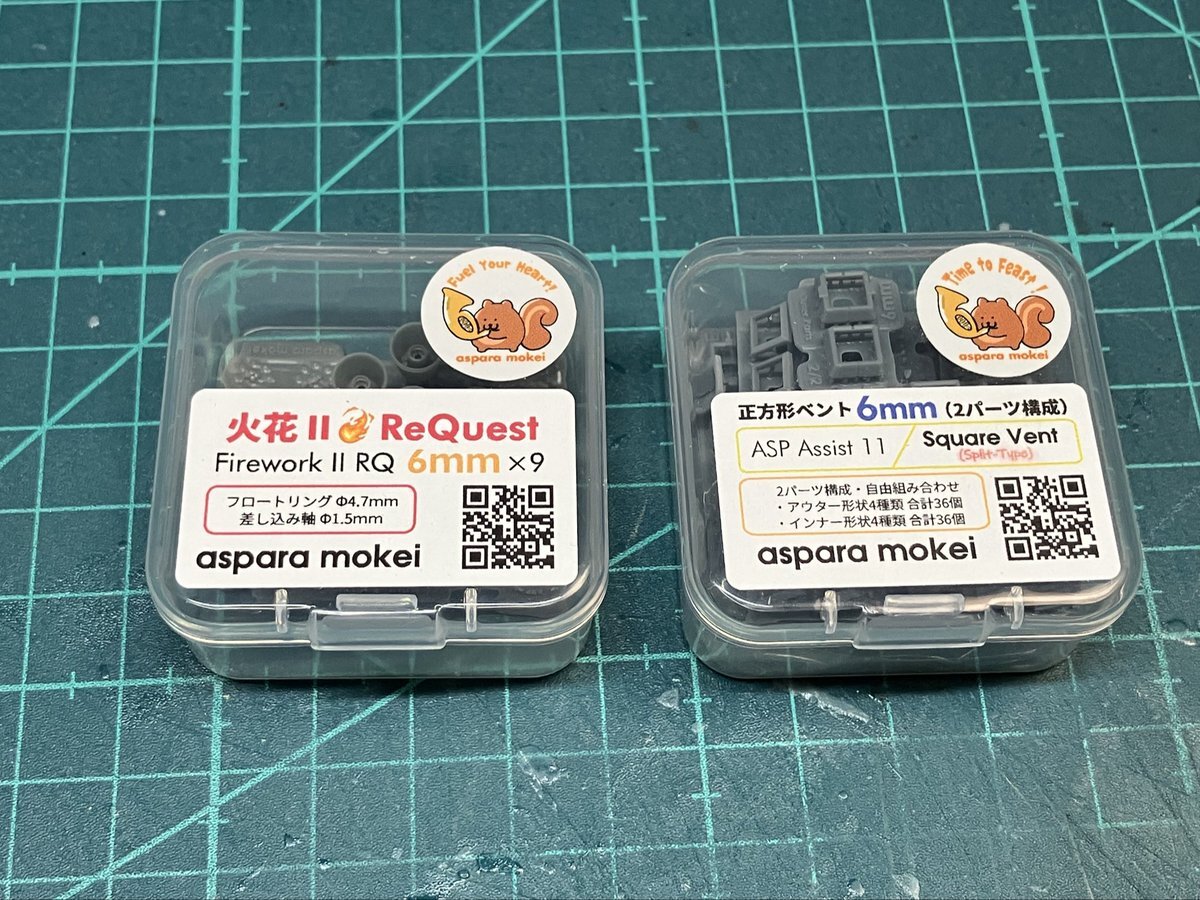 Fuel Your Heart!
aspara mokei
火花 II ReQuest
Firework II RQ 6mm ×9
フロートリング Φ4.7mm
差し込み軸 Φ1.5mm
aspara mokei
Time to Feast!
aspara mokei
2/2
正方形ベント 6mm (2パーツ構成)
ASP Assist 11 / Square Vent
(Split-Type)
2パーツ構成・自由組み合わせ
・アウター形状4種類 合計36個
・インナー形状4種類 合計36個
aspara mokei